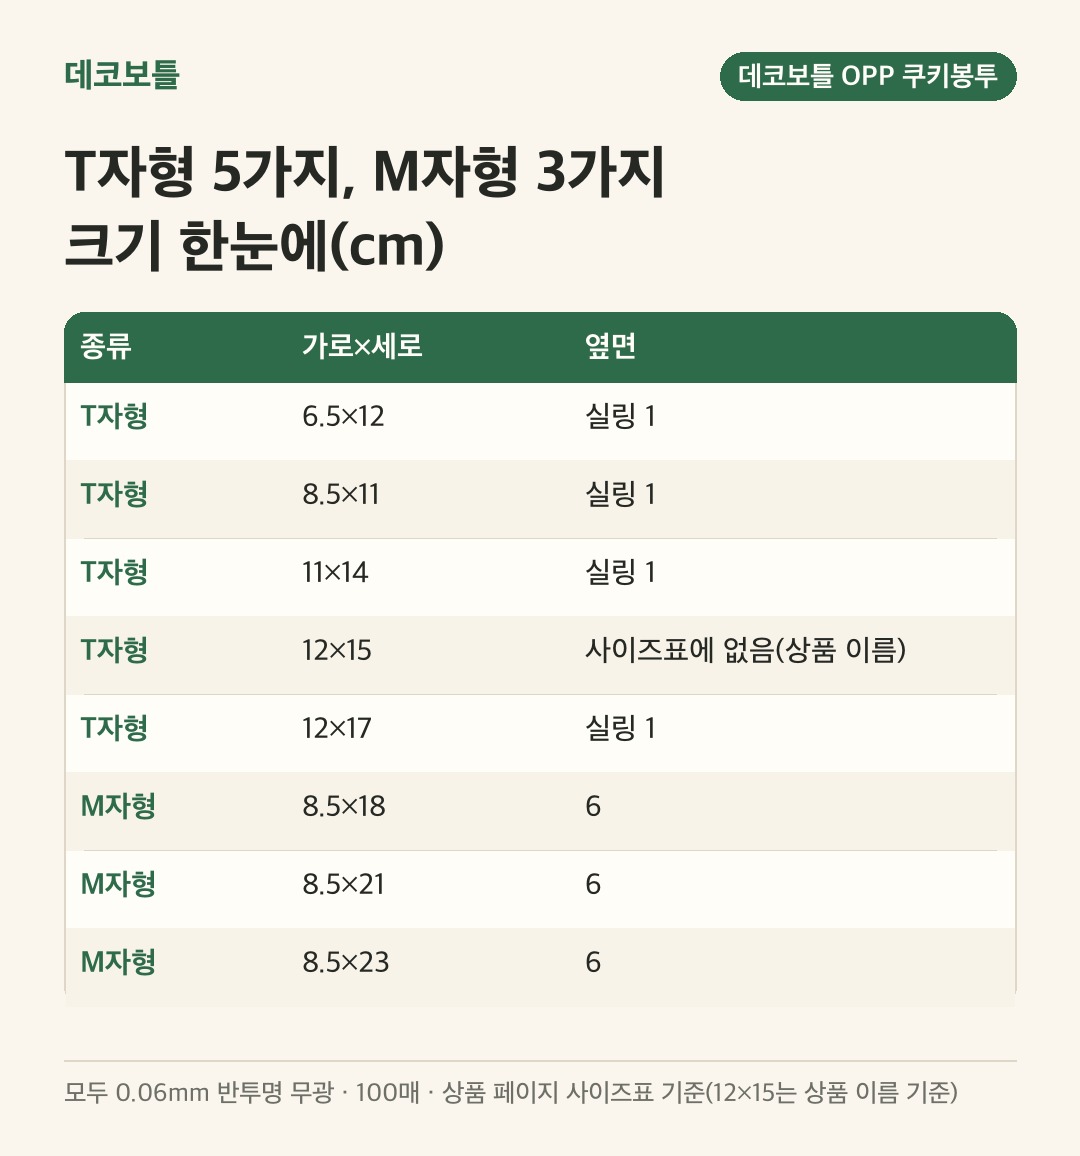 데코보틀
데코보틀 OPP 쿠키봉투
T자형 5가지, M자형 3가지
크기 한눈에(cm)
종류 가로×세로 옆면
T자형 6.5×12 실링 1
T자형 8.5×11 실링 1
T자형 11×14 실링 1
T자형 12×15 사이즈표에 없음(상품 이름)
T자형 12×17 실링 1
M자형 8.5×18 6
M자형 8.5×21 6
M자형 8.5×23 6
모두 0.06mm 반투명 무광 · 100매 · 상품 페이지 사이즈표 기준(12×15는 상품 이름 기준)